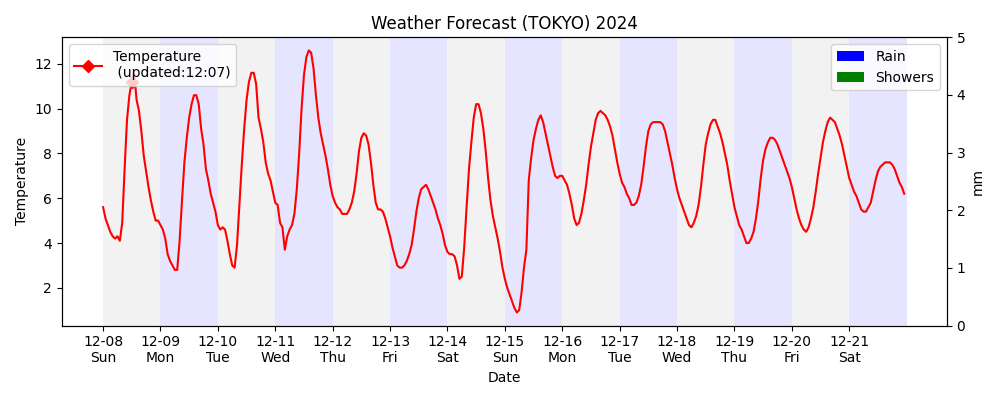 Weather Forecast (TOKYO) 2024
Temperature
(updated:12:07)
Rain
Showers
12
10
8
6
4
2
Temperature
5
4
3
2
1
0
mm
12-08 12-09 12-10 12-11 12-12 12-13 12-14 12-15 12-16 12-17 12-18 12-19 12-20 12-21
Sun Mon Tue Wed Thu Fri Sat Sun Mon Tue Wed Thu Fri Sat
Date